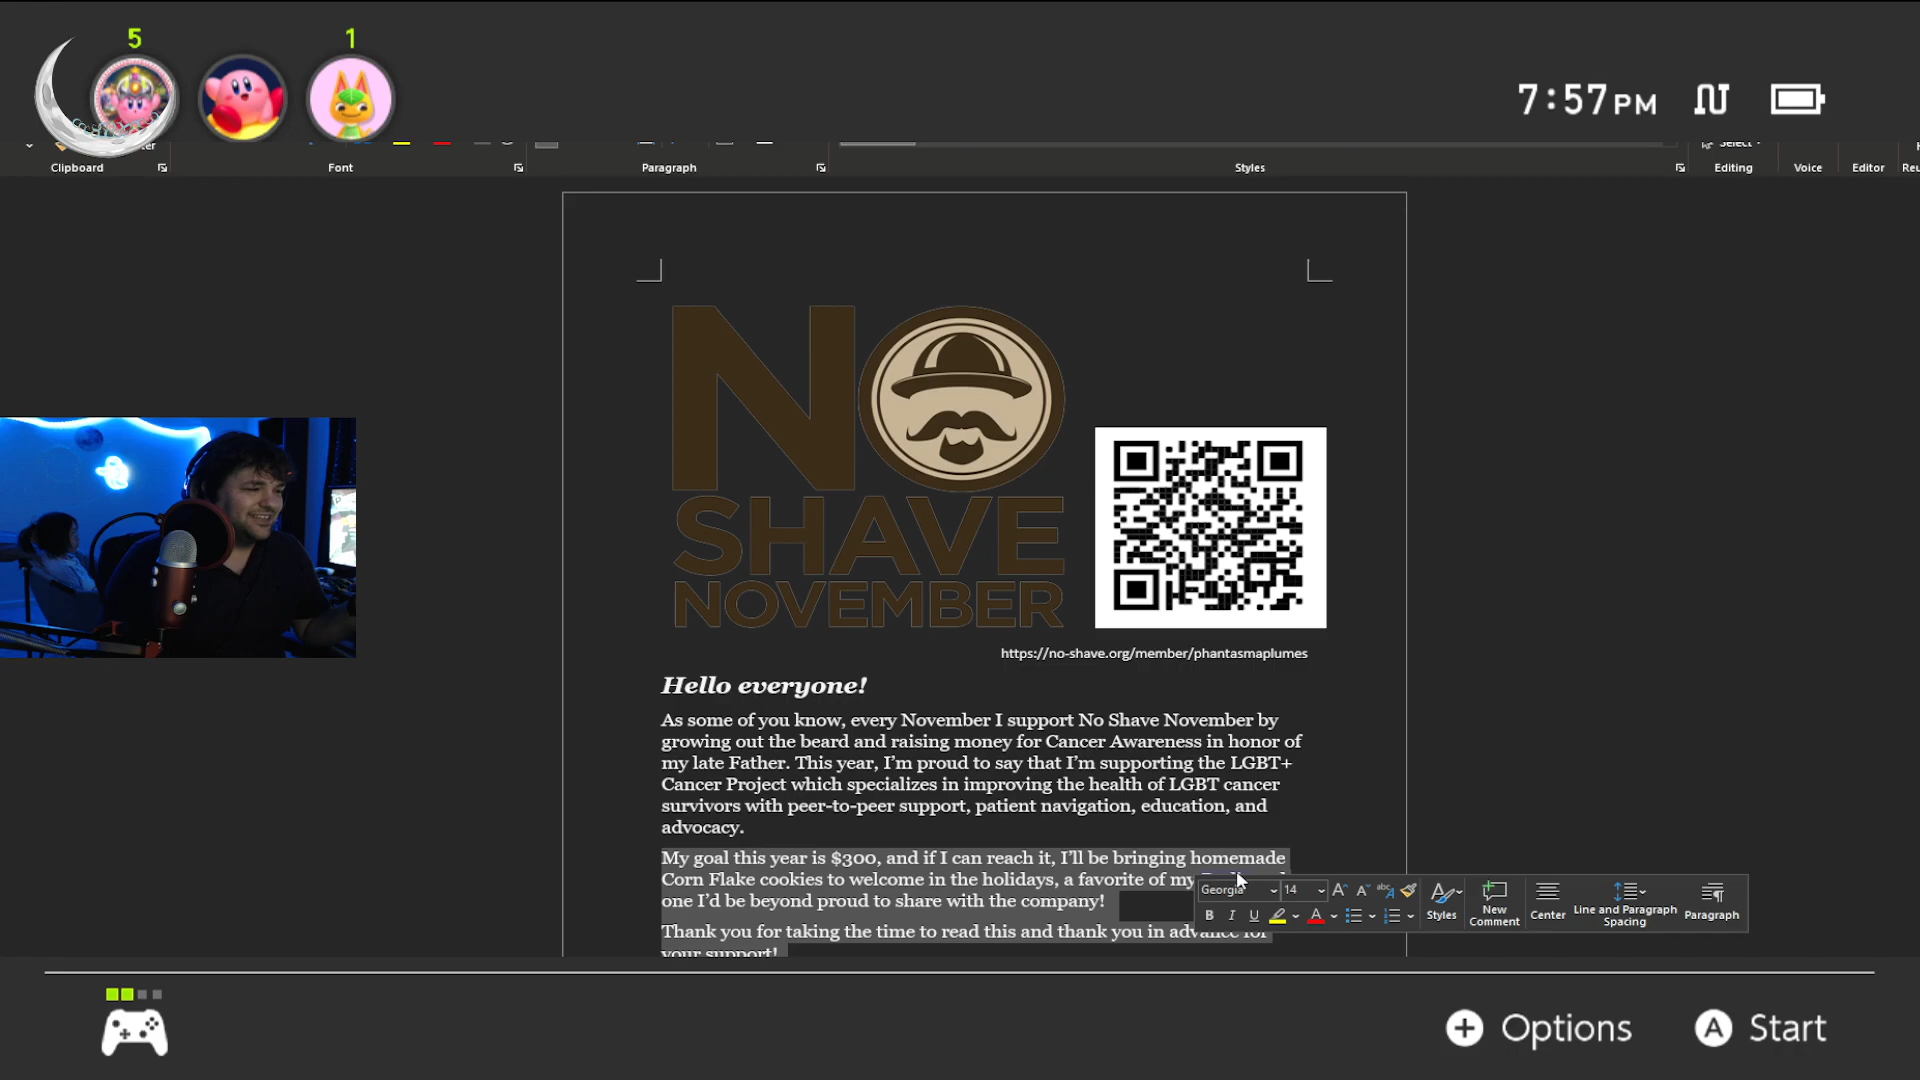 5
1
7:57 PM
Select
Clipboard
Font
Paragraph
Styles
Editing
Voice
Editor
NO
SHAVE
NOVEMBER
https://no-shave.org/member/phantasmaplumes
Hello everyone!
As some of you know, every November I support No Shave November by
growing out the beard and raising money for Cancer Awareness in honor of
my late Father. This year, I'm proud to say that I'm supporting the LGBT+
Cancer Project which specializes in improving the health of LGBT cancer
survivors with peer-to-peer support, patient navigation, education, and
advocacy.
My goal this year is $300, and if I can reach it, I'll be bringing homemade
Corn Flake cookies to welcome in the holidays, a favorite of my
one I'd be beyond proud to share with the company!
Thank you for taking the time to read this and thank you in advance for
your support!
Georgia
14
B I U
Styles
New
Comment
Center
Line and Paragraph
Spacing
Paragraph
Options
A Start